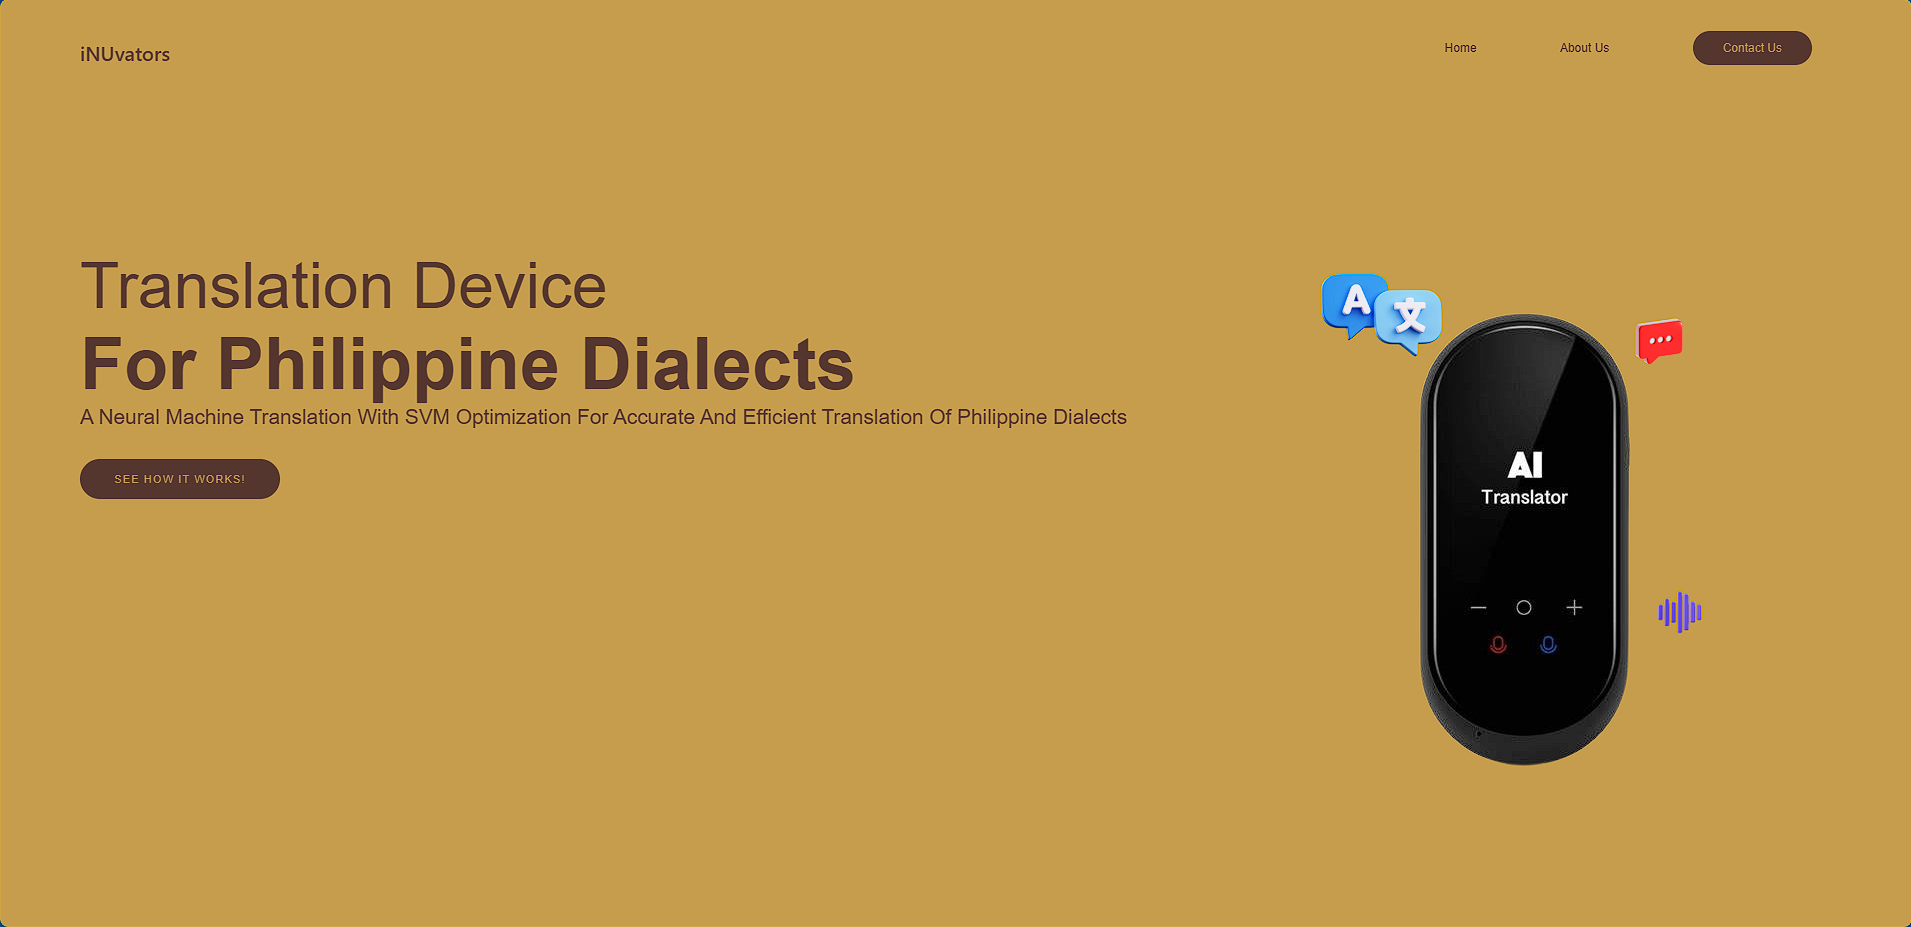 iNUvators
Home
About Us
Contact Us
Translation Device
For Philippine Dialects
A Neural Machine Translation With SVM Optimization For Accurate And Efficient Translation Of Philippine Dialects
SEE HOW IT WORKS!
A
文
AI
Translator